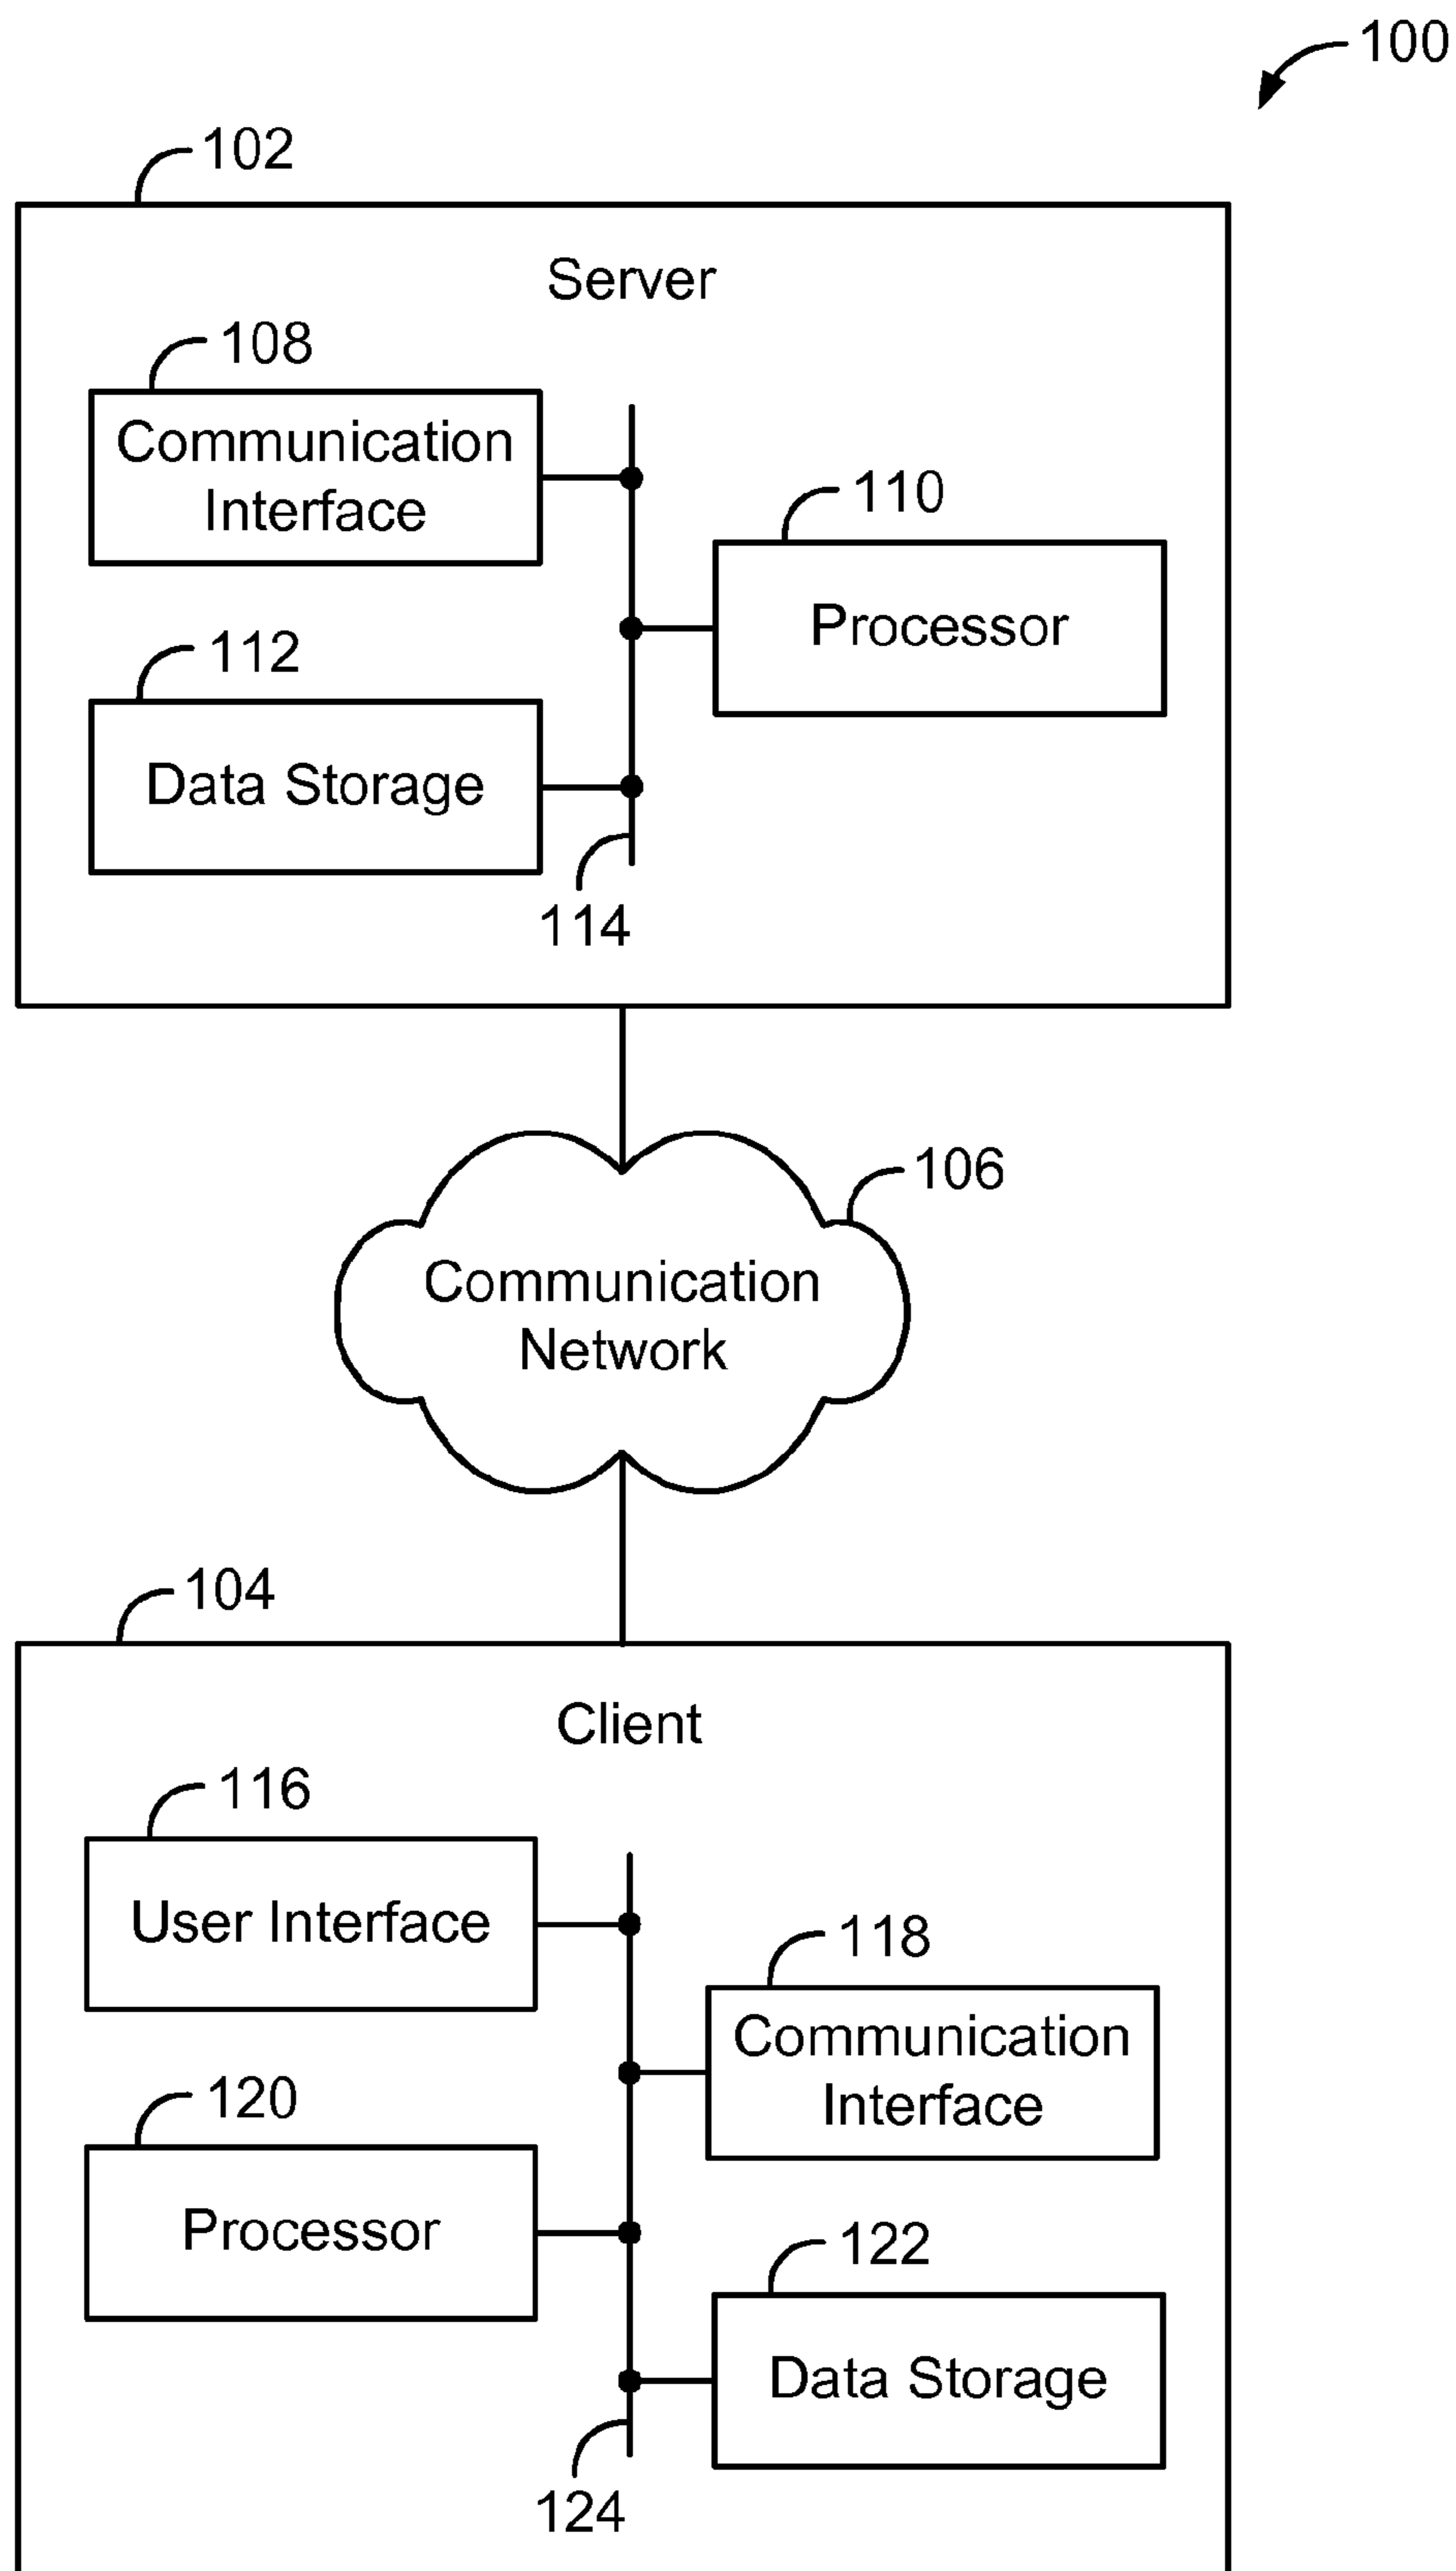 100
102
Server
108
Communication
Interface
110
Processor
112
Data Storage
114
106
Communication
Network
104
Client
116
User Interface
118
Communication
Interface
120
Processor
122
Data Storage
124